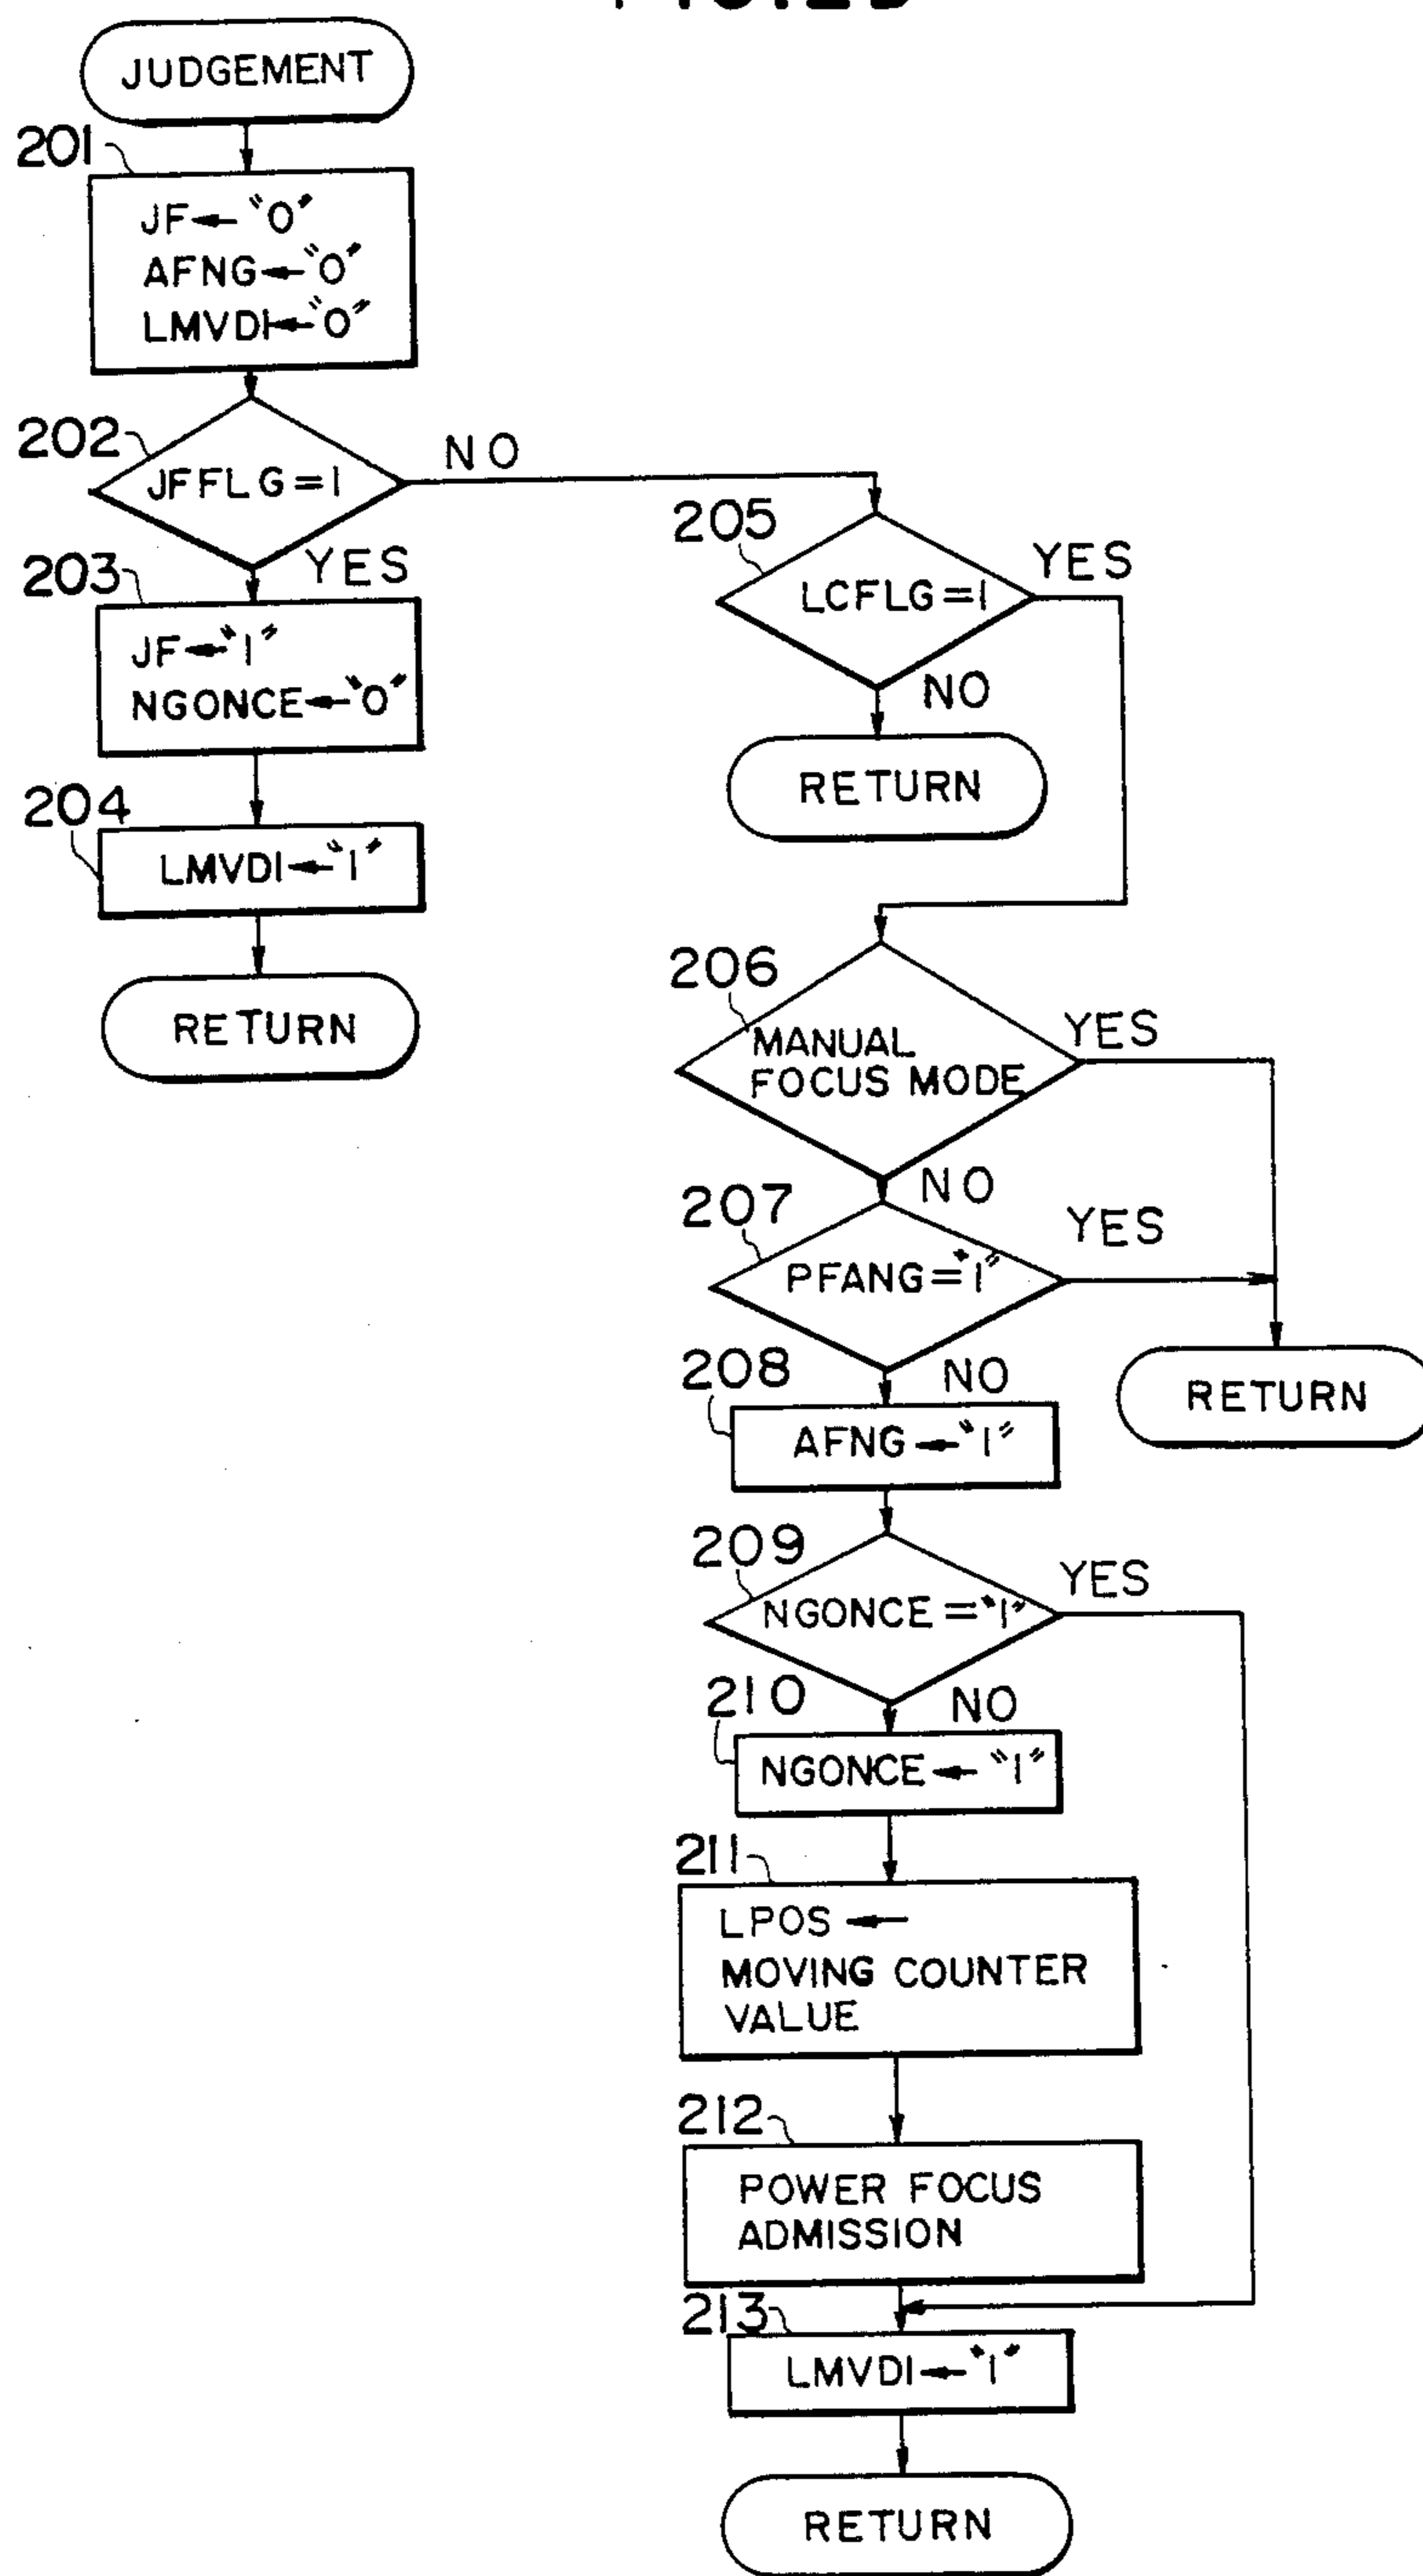 JUDGEMENT
201
JF←"0"
AFNG←"0"
LMVDI←"0"
202
JFFLG=1
NO
YES
203
JF←"1"
NGONCE←"0"
204
LMVDI←"1"
RETURN
205
LCFLG=1
YES
NO
RETURN
206
MANUAL
FOCUS MODE
YES
NO
207
PFANG="1"
YES
NO
RETURN
208
AFNG←"1"
209
NGONCE="1"
YES
NO
210
NGONCE←"1"
211
LPOS←
MOVING COUNTER
VALUE
212
POWER FOCUS
ADMISSION
213
LMVDI←"1"
RETURN